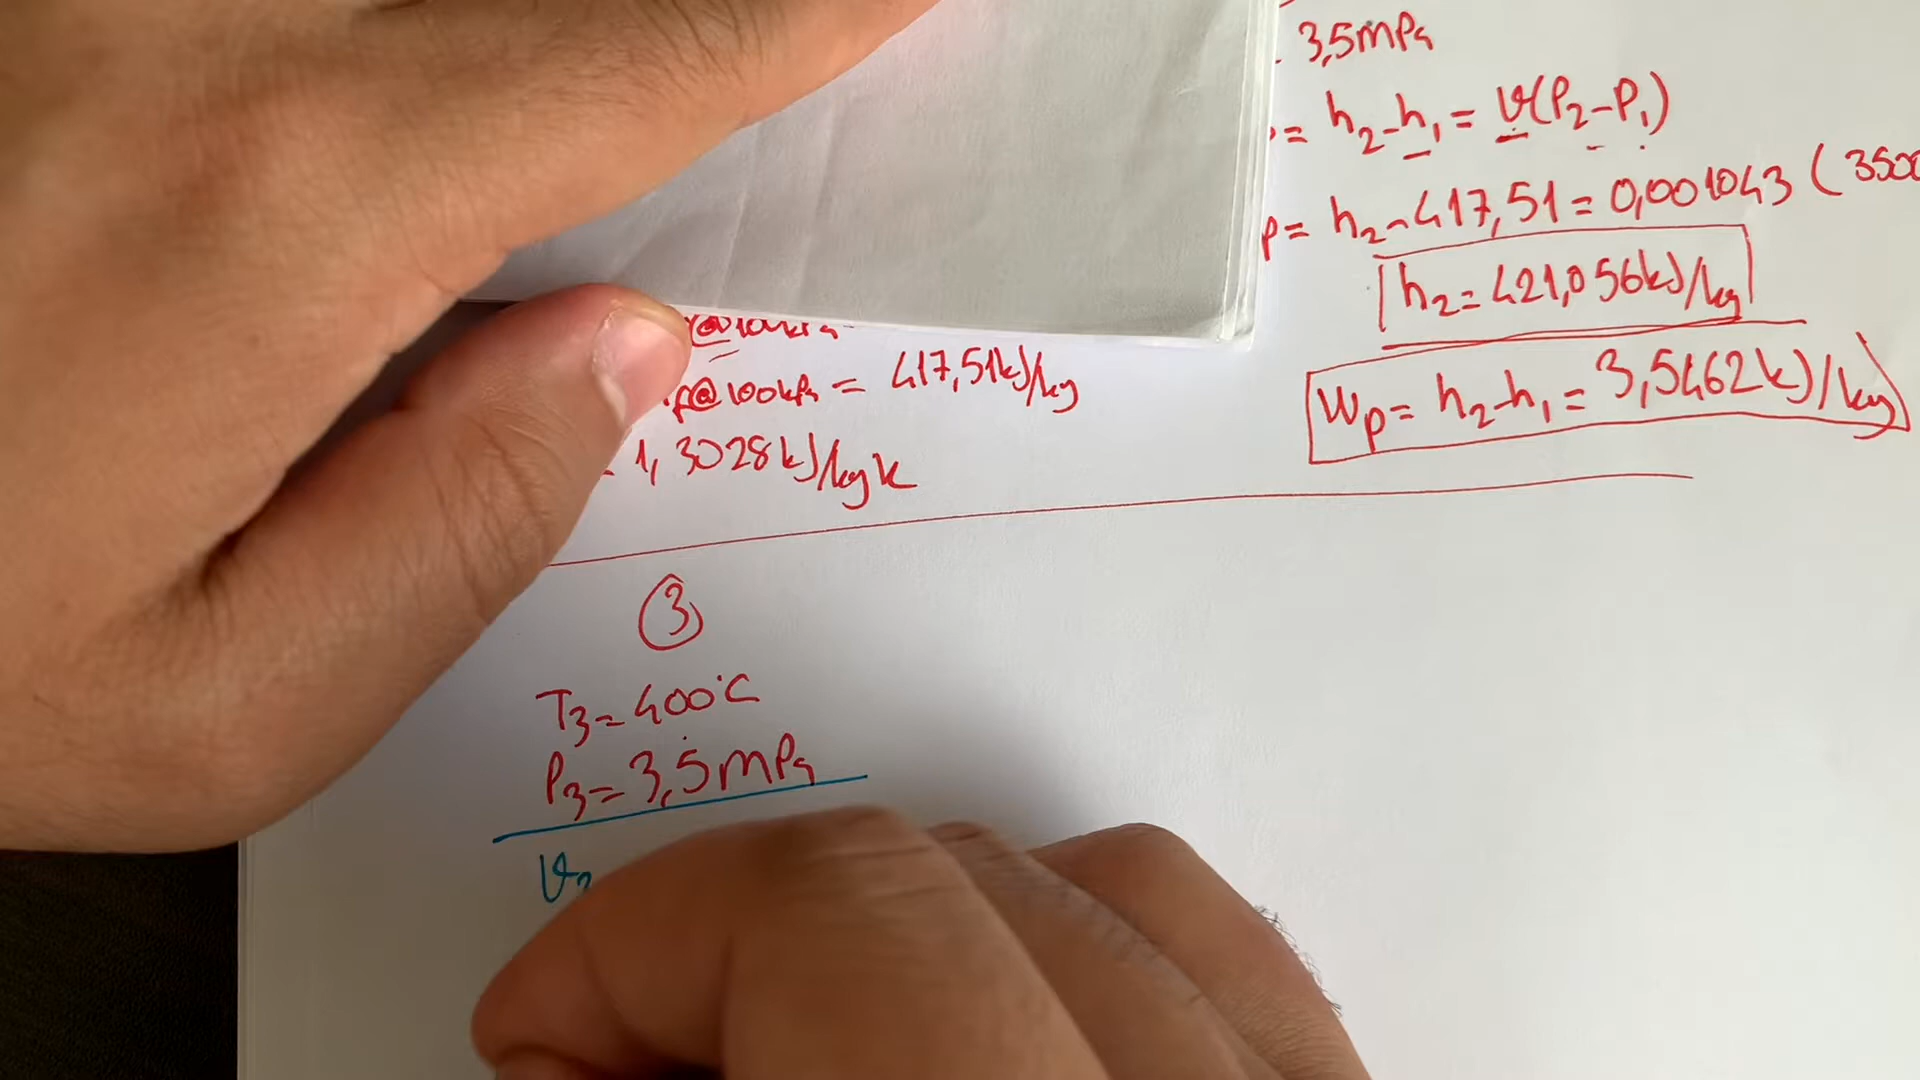 3,5mPa
= h2-h1 = v(P2-P1)
p = h2-417,51 = 0,001043 (3500
h2 = 421,056kJ/kg
@100kPa
f@100kPa = 417,51kJ/kg
wp = h2-h1 = 3,5462kJ/kg
1,3028kJ/kgk
3
T3 = 400°C
P3 = 3,5mPa